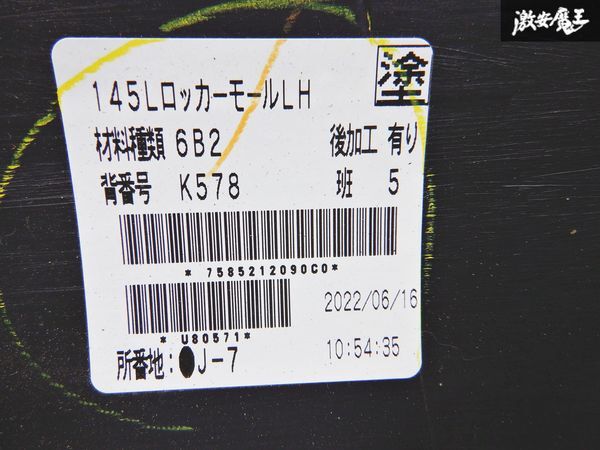 激安魔王
塗
145LロッカーモールLH
材料種類 6B2 後加工 有り
背番号 K578 班 5
* 7585212090C0*
* U80571* 2022/06/16
所番地:●J-7 10:54:35